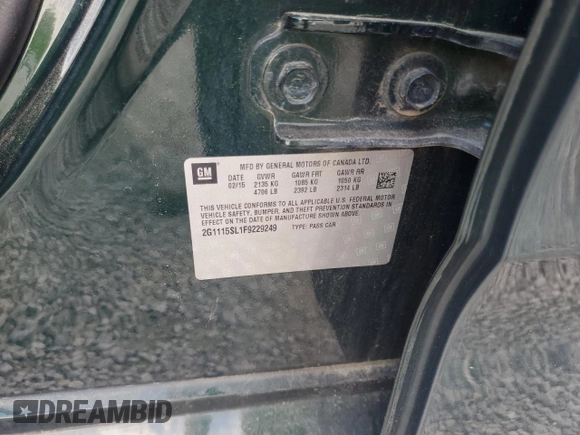 GM
MFD BY GENERAL MOTORS OF CANADA LTD.
DATE GVWR GAWR FRT GAWR RR
02/15 2135 KG 1085 KG 1050 KG
4706 LB 2392 LB 2314 LB
THIS VEHICLE CONFORMS TO ALL APPLICABLE U.S. FEDERAL MOTOR
VEHICLE SAFETY, BUMPER, AND THEFT PREVENTION STANDARDS IN
EFFECT ON THE DATE OF MANUFACTURE SHOWN ABOVE.
2G1115SL1F9229249 TYPE: PASS CAR
DREAMBID